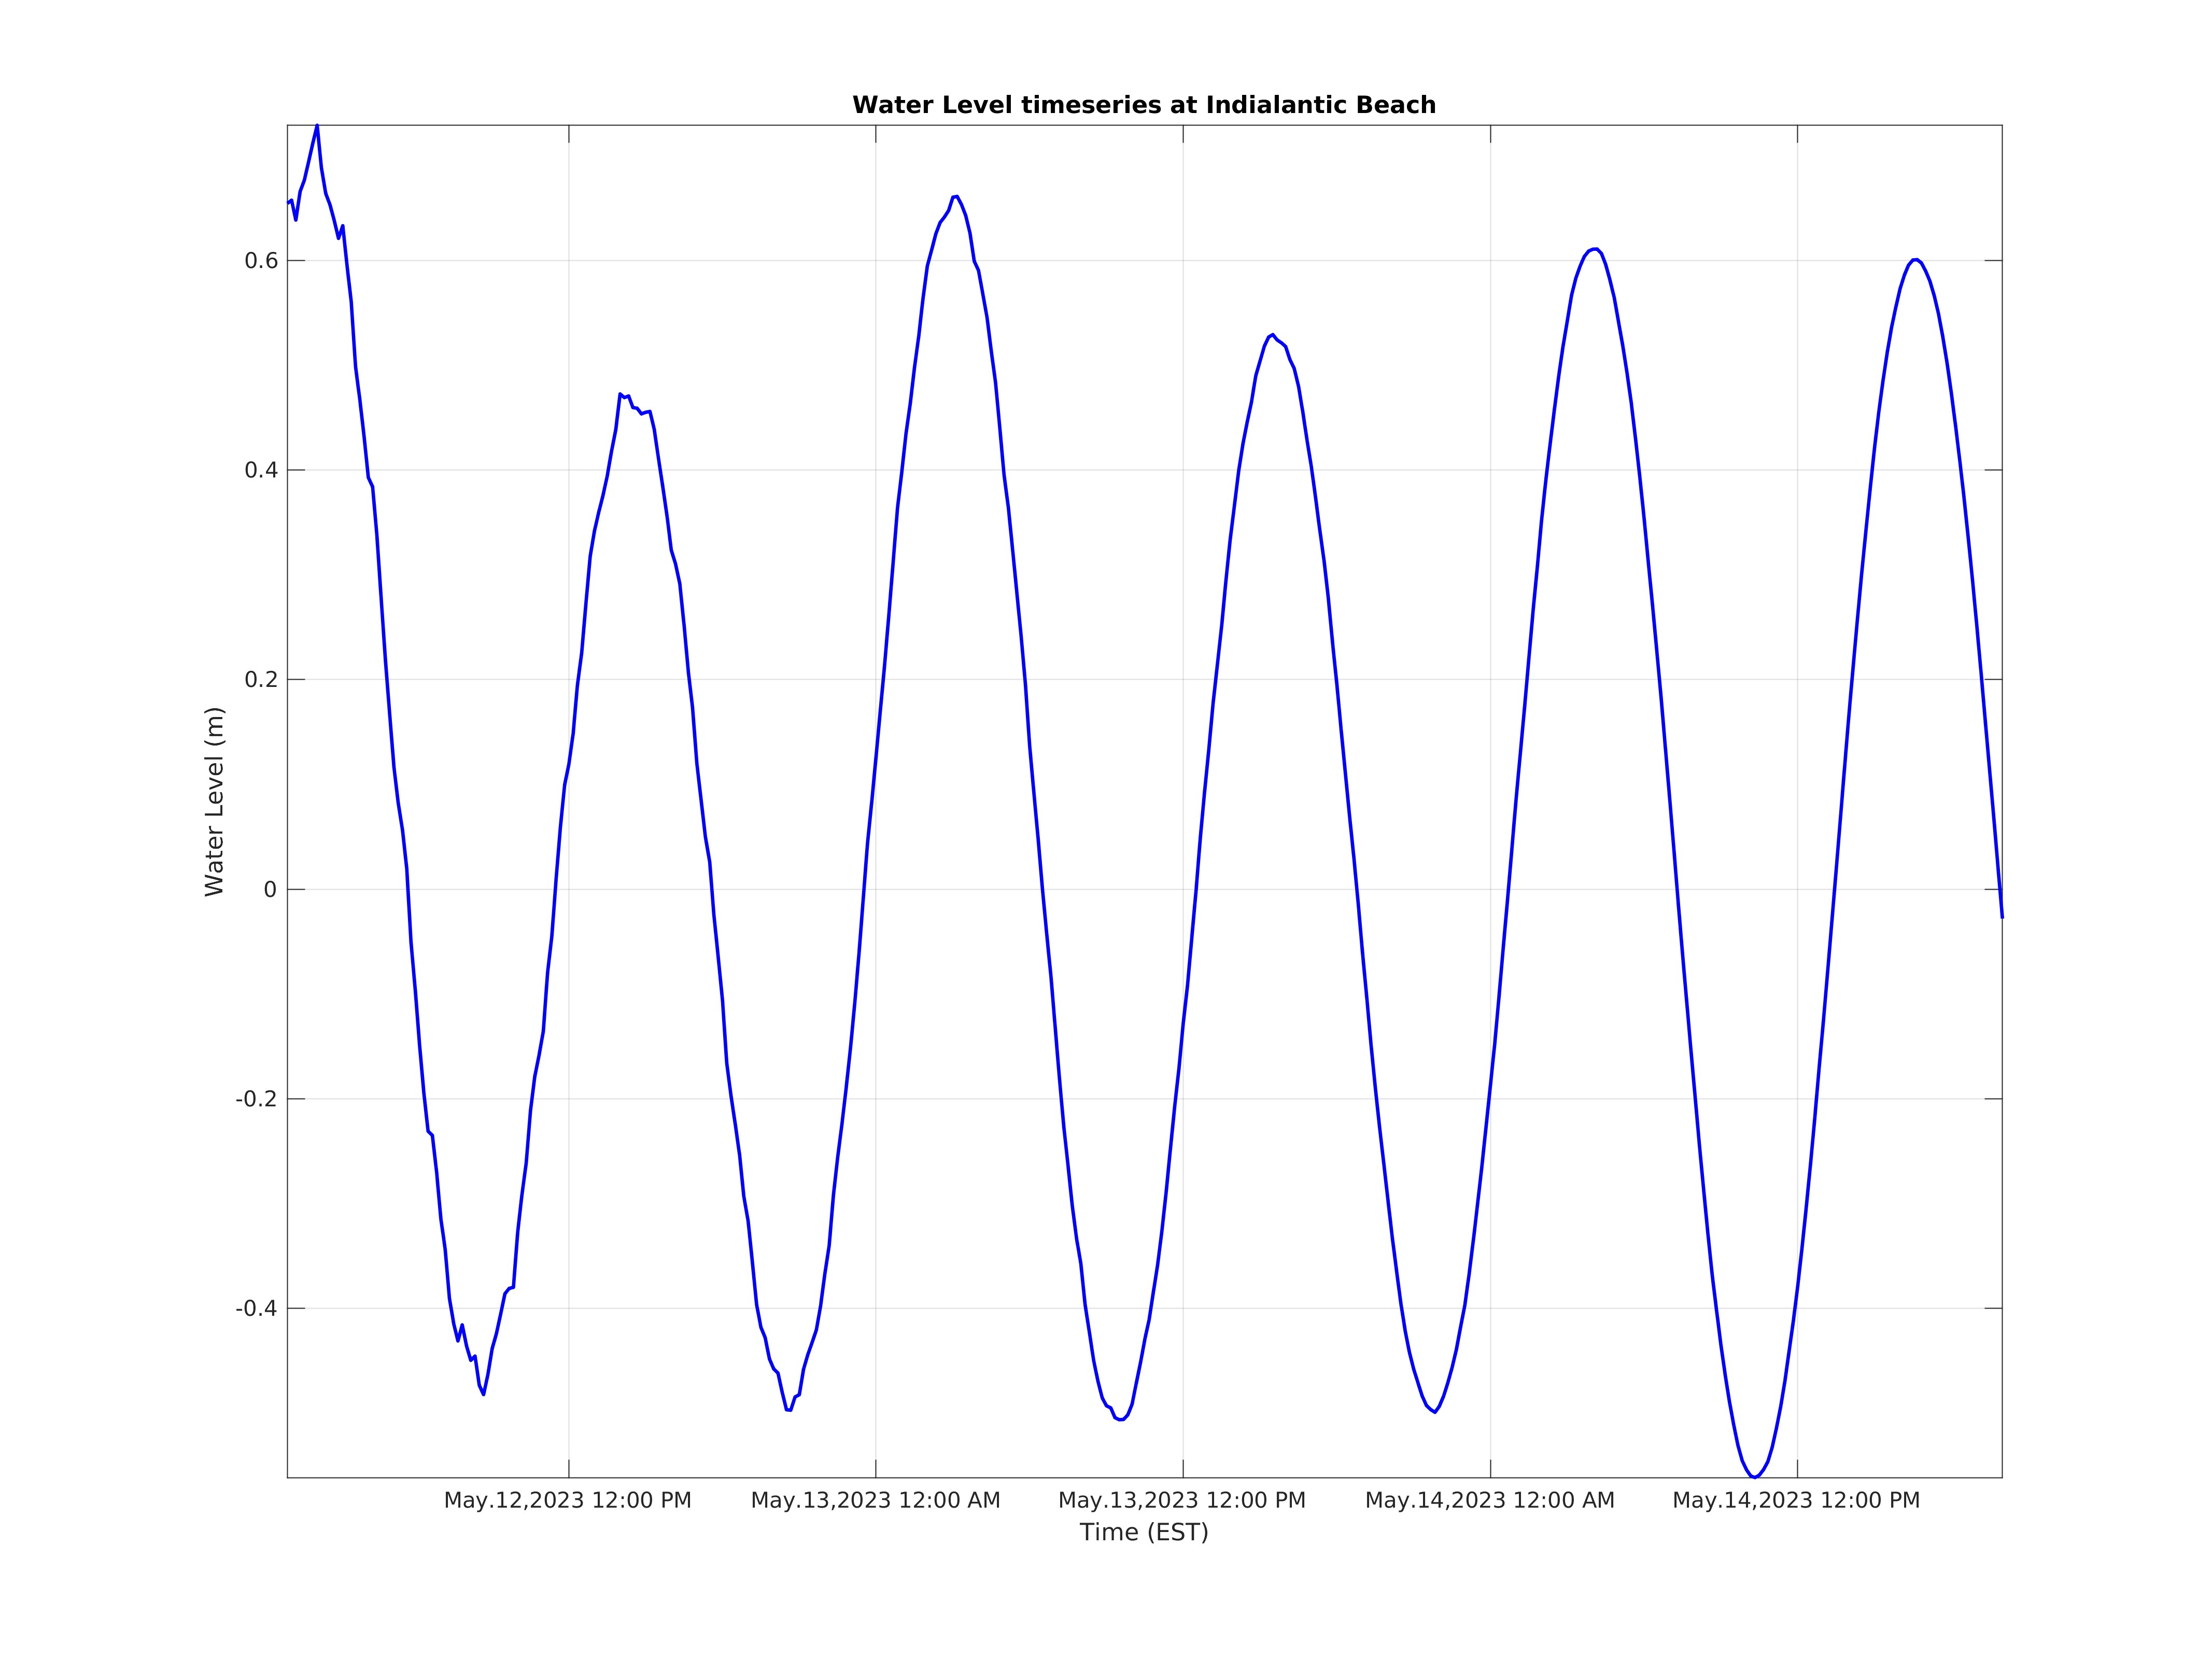 Water Level timeseries at Indialantic Beach
0.6
0.4
0.2
0
-0.2
-0.4
Water Level (m)
May.12,2023 12:00 PM May.13,2023 12:00 AM May.13,2023 12:00 PM May.14,2023 12:00 AM May.14,2023 12:00 PM
Time (EST)